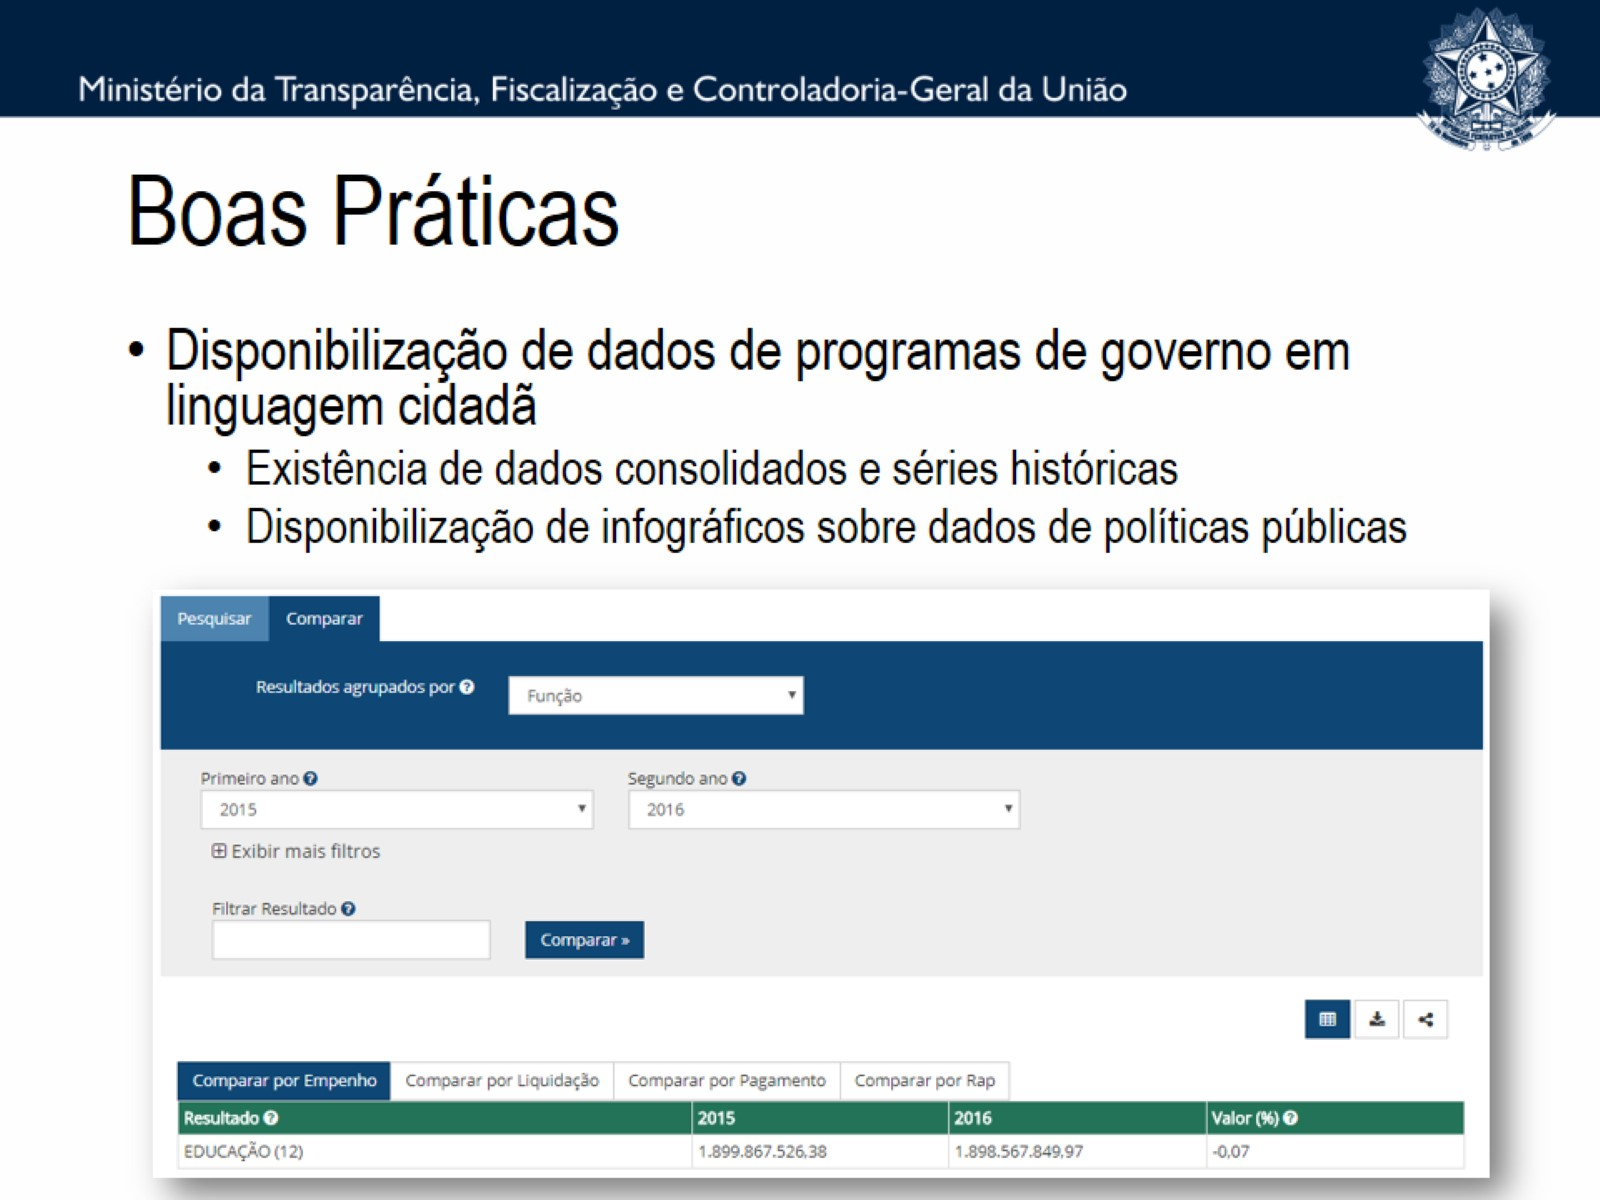 Ministério da Transparência, Fiscalização e Controladoria-Geral da União
Boas Práticas
• Disponibilização de dados de programas de governo em
linguagem cidadã
• Existência de dados consolidados e séries históricas
• Disponibilização de infográficos sobre dados de políticas públicas
Pesquisar Comparar
Resultados agrupados por Função
Primeiro ano Segundo ano
2015 2016
Exibir mais filtros
Filtrar Resultado
Comparar »
Comparar por Empenho Comparar por Liquidação Comparar por Pagamento Comparar por Rap
Resultado 2015 2016 Valor (%)
EDUCAÇÃO (12) 1.899.867.526,38 1.898.567.849,97 -0,07